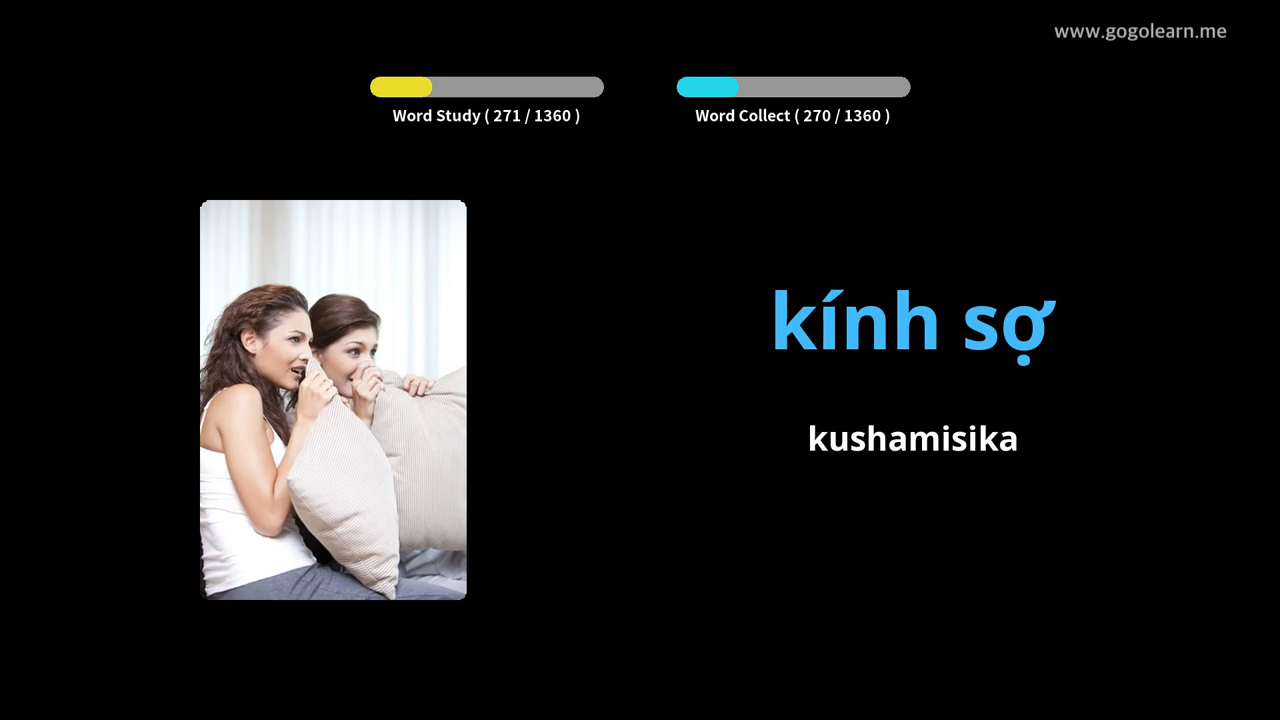 www.gogolearn.me
Word Study ( 271 / 1360 )
Word Collect ( 270 / 1360 )
kính sợ
kushamisika